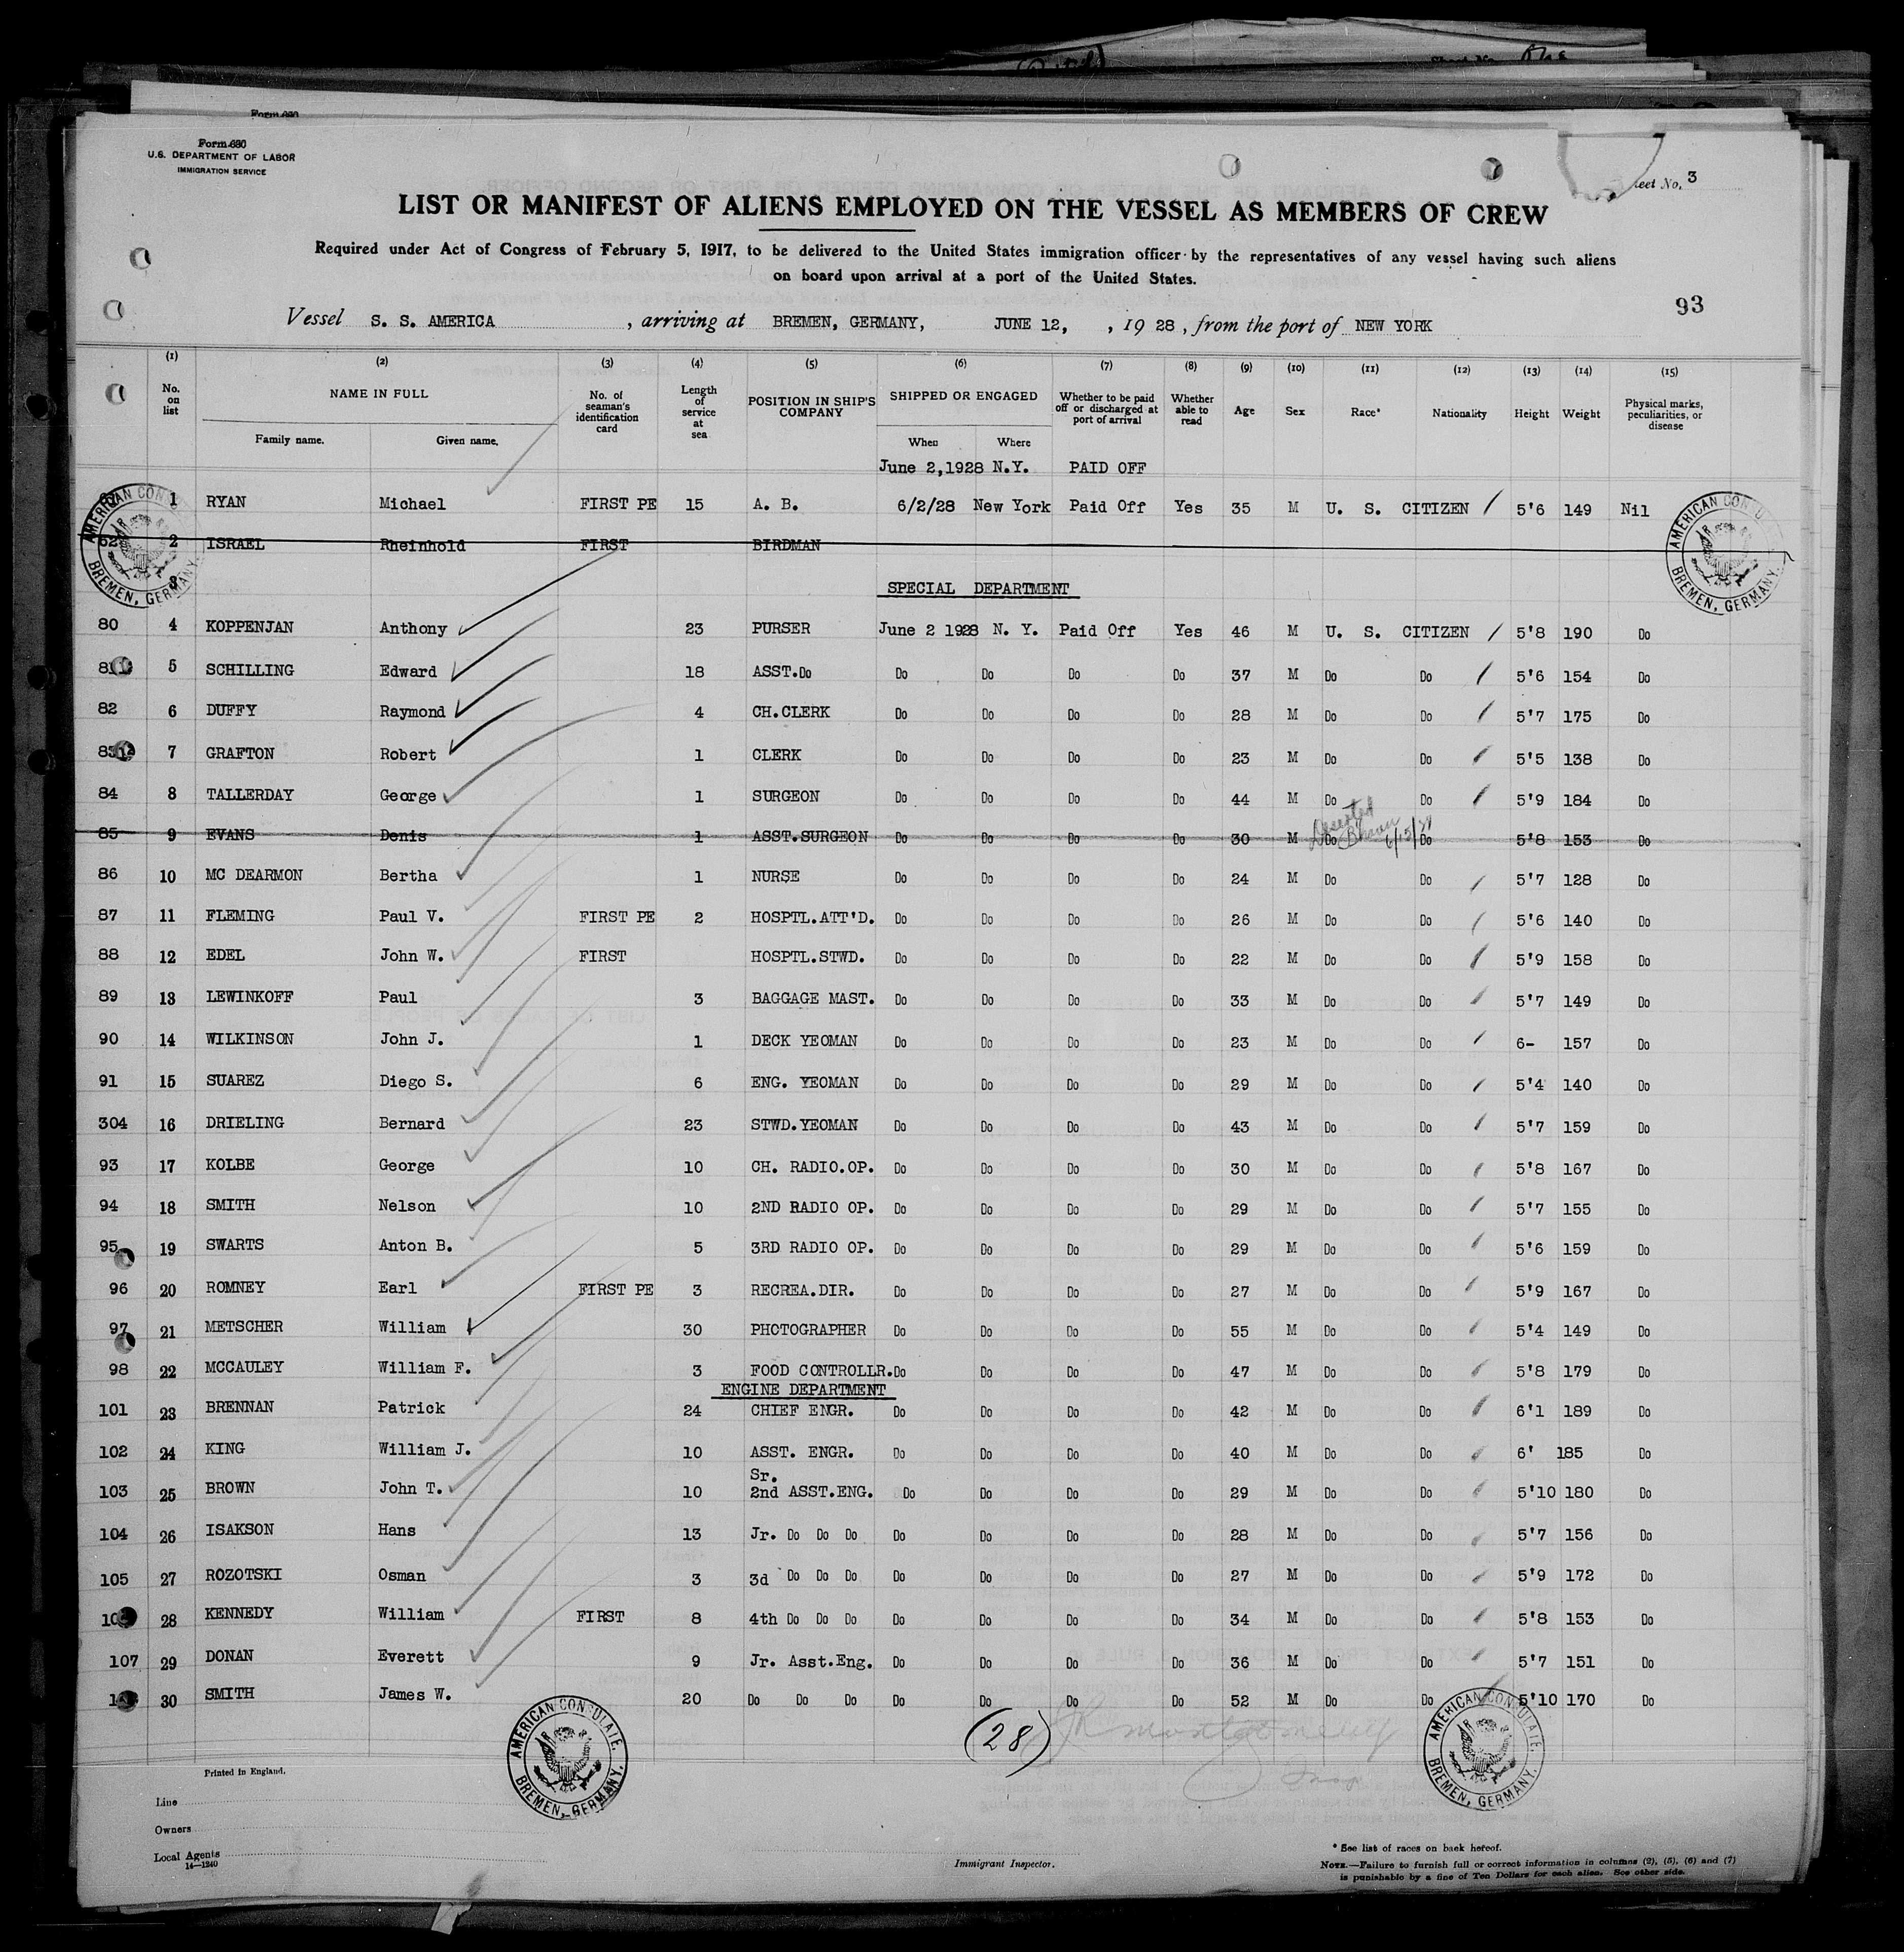 Form 680
U.S. DEPARTMENT OF LABOR
IMMIGRATION SERVICE
eet No. 3
LIST OR MANIFEST OF ALIENS EMPLOYED ON THE VESSEL AS MEMBERS OF CREW
Required under Act of Congress of February 5, 1917, to be delivered to the United States immigration officer by the representatives of any vessel having such aliens
on board upon arrival at a port of the United States.
93
Vessel S. S. AMERICA, arriving at BREMEN, GERMANY, JUNE 12, , 19 28, from the port of NEW YORK
(1) (2) (3) (4) (5) (6) (7) (8) (9) (10) (11) (12) (13) (14) (15)
No. on list NAME IN FULL Family name. Given name. No. of seaman's identification card Length of service at sea POSITION IN SHIP'S COMPANY SHIPPED OR ENGAGED When Where Whether to be paid off or discharged at port of arrival Whether able to read Age Sex Race* Nationality Height Weight Physical marks, peculiarities, or disease
June 2,1928 N.Y. PAID OFF
1 RYAN Michael FIRST PE 15 A. B. 6/2/28 New York Paid Off Yes 35 M U. S. CITIZEN 5'6 149 Nil
2 ISRAEL Rheinhold FIRST BIRDMAN
3
SPECIAL DEPARTMENT
80 4 KOPPENJAN Anthony 23 PURSER June 2 1928 N. Y. Paid Off Yes 46 M U. S. CITIZEN 5'8 190 Do
81 5 SCHILLING Edward 18 ASST.Do Do Do Do Do 37 M Do Do 5'6 154 Do
82 6 DUFFY Raymond 4 CH.CLERK Do Do Do Do 28 M Do Do 5'7 175 Do
83 7 GRAFTON Robert 1 CLERK Do Do Do Do 23 M Do Do 5'5 138 Do
84 8 TALLERDAY George 1 SURGEON Do Do Do Do 44 M Do Do 5'9 184 Do
Deserted
85 9 EVANS Denis 1 ASST.SURGEON Do Do Do Do 30 M Do Do 5'8 153 Do
86 10 MC DEARMON Bertha 1 NURSE Do Do Do Do 24 M Do Do 5'7 128 Do
87 11 FLEMING Paul V. FIRST PE 2 HOSPTL.ATT'D. Do Do Do Do 26 M Do Do 5'6 140 Do
88 12 EDEL John W. FIRST HOSPTL.STWD. Do Do Do Do 22 M Do Do 5'9 158 Do
89 13 LEWINKOFF Paul 3 BAGGAGE MAST. Do Do Do Do 33 M Do Do 5'7 149 Do
90 14 WILKINSON John J. 1 DECK YEOMAN Do Do Do Do 23 M Do Do 6- 157 Do
91 15 SUAREZ Diego S. 6 ENG. YEOMAN Do Do Do Do 29 M Do Do 5'4 140 Do
304 16 DRIELING Bernard 23 STWD.YEOMAN Do Do Do Do 43 M Do Do 5'7 159 Do
93 17 KOLBE George 10 CH. RADIO.OP. Do Do Do Do 30 M Do Do 5'8 167 Do
94 18 SMITH Nelson 10 2ND RADIO OP. Do Do Do Do 29 M Do Do 5'7 155 Do
95 19 SWARTS Anton B. 5 3RD RADIO OP. Do Do Do Do 29 M Do Do 5'6 159 Do
96 20 ROMNEY Earl FIRST PE 3 RECREA.DIR. Do Do Do Do 27 M Do Do 5'9 167 Do
97 21 METSCHER William 30 PHOTOGRAPHER Do Do Do Do 55 M Do Do 5'4 149 Do
98 22 MCCAULEY William F. 3 FOOD CONTROLLR. Do Do Do Do 47 M Do Do 5'8 179 Do
ENGINE DEPARTMENT
101 23 BRENNAN Patrick 24 CHIEF ENGR. Do Do Do Do 42 M Do Do 6'1 189 Do
102 24 KING William J. 10 ASST. ENGR. Do Do Do Do 40 M Do Do 6' 185 Do
Sr.
103 25 BROWN John T. 10 2nd ASST.ENG. Do Do Do Do 29 M Do Do 5'10 180 Do
104 26 ISAKSON Hans 13 Jr. Do Do Do Do Do Do Do 28 M Do Do 5'7 156 Do
105 27 ROZOTSKI Osman 3 3d Do Do Do Do Do Do Do 27 M Do Do 5'9 172 Do
28 KENNEDY William FIRST 8 4th Do Do Do Do Do Do Do 34 M Do Do 5'8 153 Do
107 29 DONAN Everett 9 Jr. Asst.Eng. Do Do Do Do 36 M Do Do 5'7 151 Do
30 SMITH James W. 20 Do Do Do Do Do Do Do 52 M Do Do 5'10 170 Do
(28)
AMERICAN CONSULATE, BREMEN, GERMANY.
AMERICAN CONSULATE, BREMEN, GERMANY.
AMERICAN CONSULATE, BREMEN, GERMANY.
AMERICAN CONSULATE, BREMEN, GERMANY.
Printed in England.
Line
Owners
Local Agents
14—1240
Immigrant Inspector.
* See list of races on back hereof.
NOTE.—Failure to furnish full or correct information in columns (2), (5), (6) and (7)
is punishable by a fine of Ten Dollars for each alien. See other side.